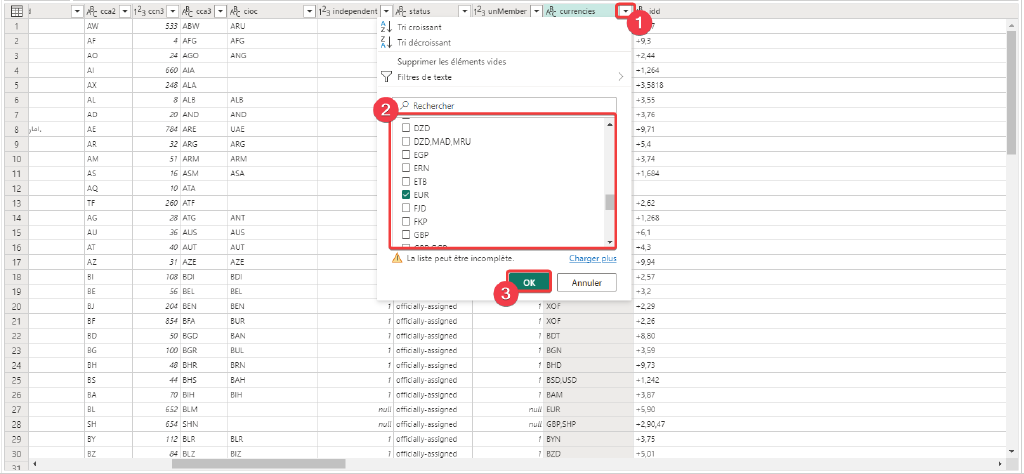 cca2 1²3 ccn3 cca3 cioc 1²3 independent status 1²3 unMember currencies idd
1
1 AW 533 ABW ARU
2 AF 4 AFG AFG +9,3
3 AO 24 AGO ANG +2,44
4 AI 660 AIA +1,264
5 AX 248 ALA +3,5818
6 AL 8 ALB ALB +3,55
7 AD 20 AND AND +3,76
8 AE 784 ARE UAE +9,71
9 AR 32 ARG ARG +5,4
10 AM 51 ARM ARM +3,74
11 AS 16 ASM ASA +1,684
12 AQ 10 ATA
13 TF 260 ATF +2,62
14 AG 28 ATG ANT +1,268
15 AU 36 AUS AUS +6,1
16 AT 40 AUT AUT +4,3
17 AZ 31 AZE AZE +9,94
18 BI 108 BDI BDI +2,57
19 BE 56 BEL BEL +3,2
20 BJ 204 BEN BEN 1 officially-assigned 1 XOF +2,29
21 BF 854 BFA BUR 1 officially-assigned 1 XOF +2,26
22 BD 50 BGD BAN 1 officially-assigned 1 BDT +8,80
23 BG 100 BGR BUL 1 officially-assigned 1 BGN +3,59
24 BH 48 BHR BRN 1 officially-assigned 1 BHD +9,73
25 BS 44 BHS BAH 1 officially-assigned 1 BSD,USD +1,242
26 BA 70 BIH BIH 1 officially-assigned 1 BAM +3,87
27 BL 652 BLM null officially-assigned null EUR +5,90
28 SH 654 SHN null officially-assigned null GBP,SHP +2,90,47
29 BY 112 BLR BLR 1 officially-assigned 1 BYN +3,75
30 BZ 84 BLZ BIZ 1 officially-assigned 1 BZD +5,01
31
Tri croissant
Tri décroissant
Supprimer les éléments vides
Filtres de texte
2
Rechercher
DZD
DZD,MAD,MRU
EGP
ERN
ETB
EUR
FJD
FKP
GBP
La liste peut être incomplète. Charger plus
3
OK Annuler